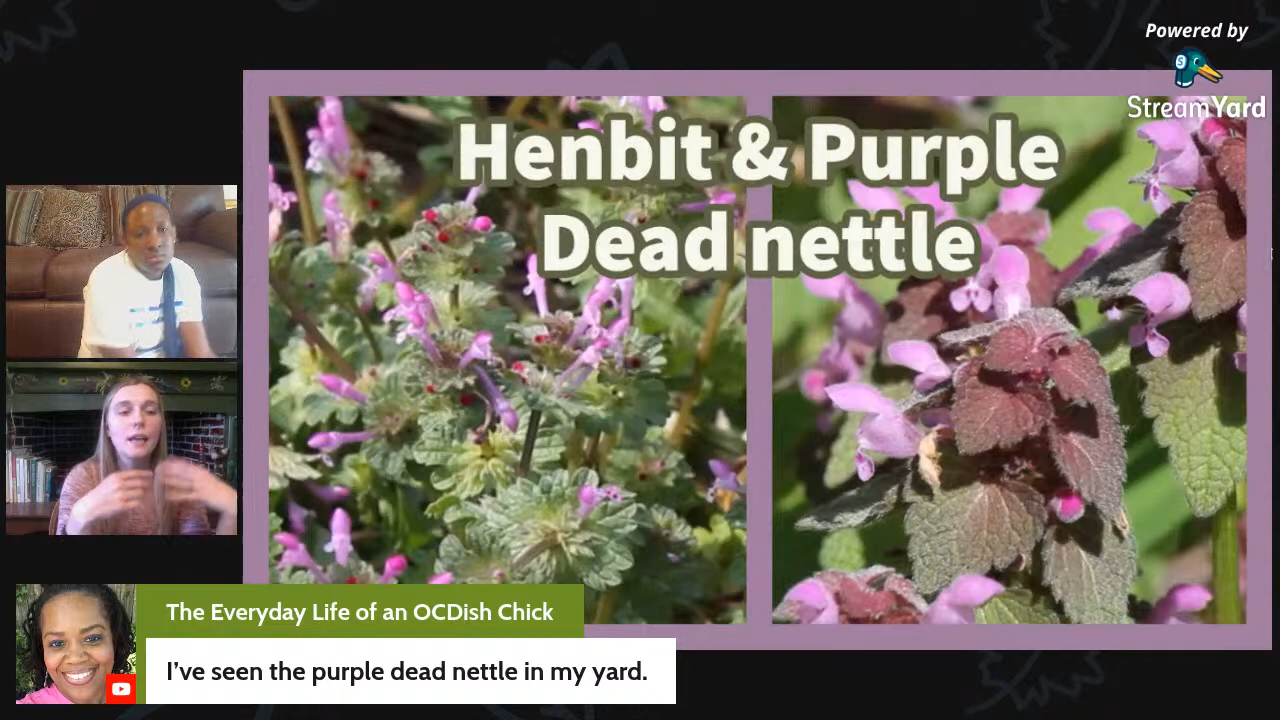 Powered by
StreamYard
Henbit & Purple
Dead nettle
The Everyday Life of an OCDish Chick
I’ve seen the purple dead nettle in my yard.